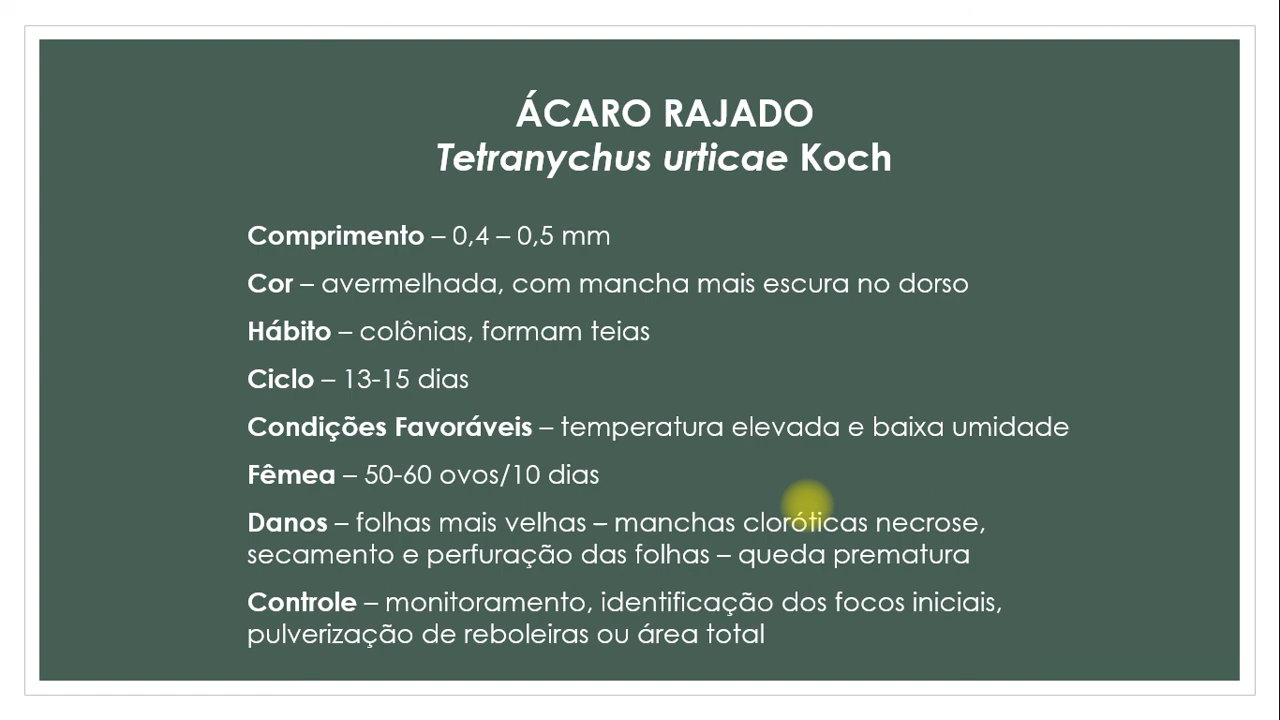 ÁCARO RAJADO
Tetranychus urticae Koch
Comprimento – 0,4 – 0,5 mm
Cor – avermelhada, com mancha mais escura no dorso
Hábito – colônias, formam teias
Ciclo – 13-15 dias
Condições Favoráveis – temperatura elevada e baixa umidade
Fêmea – 50-60 ovos/10 dias
Danos – folhas mais velhas – manchas cloróticas necrose,
secamento e perfuração das folhas – queda prematura
Controle – monitoramento, identificação dos focos iniciais,
pulverização de reboleiras ou área total